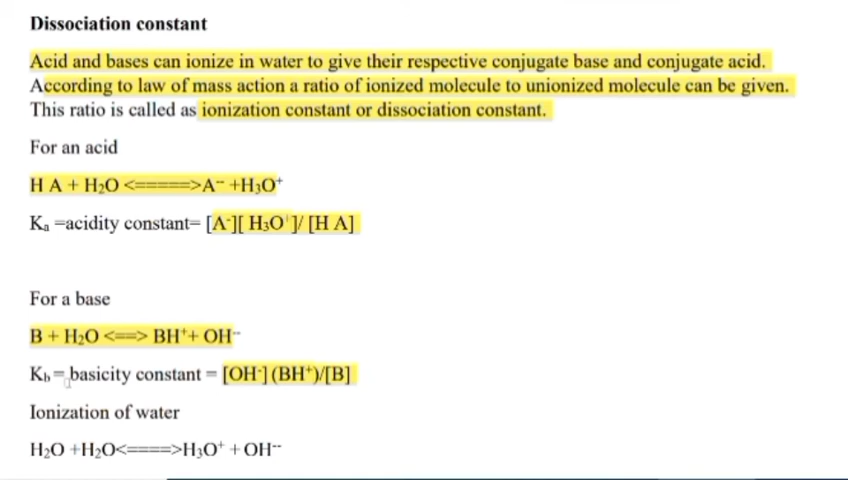 Dissociation constant
Acid and bases can ionize in water to give their respective conjugate base and conjugate acid.
According to law of mass action a ratio of ionized molecule to unionized molecule can be given.
This ratio is called as ionization constant or dissociation constant.
For an acid
H A + H₂O <=====>A⁻⁻ +H₃O⁺
Kₐ =acidity constant= [A⁻][ H₃O⁺]/ [H A]
For a base
B + H₂O <==> BH⁺+ OH⁻⁻
K_b = basicity constant = [OH⁻] (BH⁺)/[B]
Ionization of water
H₂O +H₂O<====>H₃O⁺ + OH⁻⁻